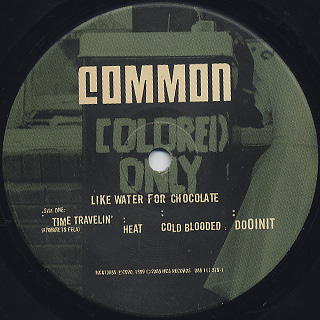 COMMON
COLORED
ONLY
LIKE WATER FOR CHOCOLATE
SIDE ONE:
TIME TRAVELIN' : HEAT : COLD BLOODED : DOOINIT
(A TRIBUTE TO FELA)